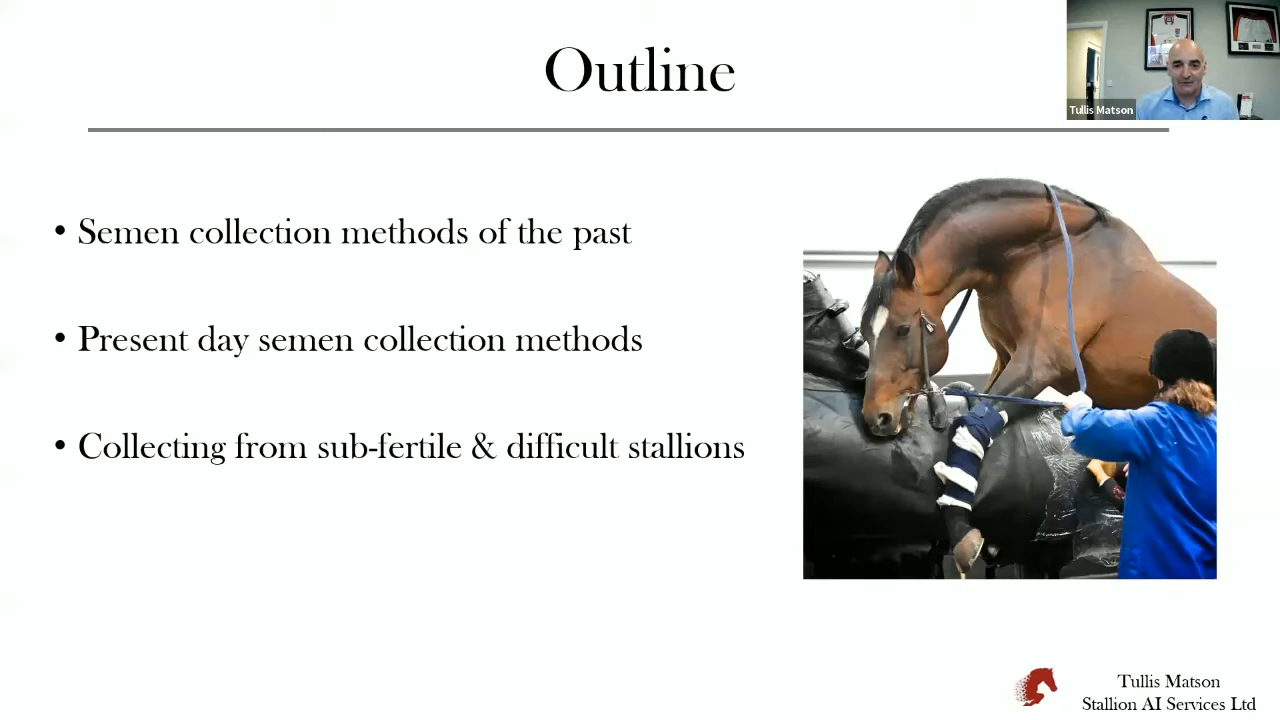 Outline
Tullis Matson
• Semen collection methods of the past
• Present day semen collection methods
• Collecting from sub-fertile & difficult stallions
Tullis Matson
Stallion AI Services Ltd